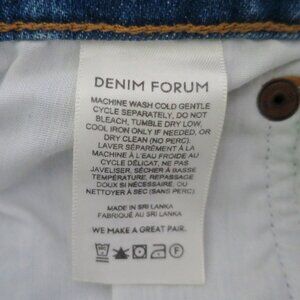 DENIM FORUM
MACHINE WASH COLD GENTLE
CYCLE SEPARATELY, DO NOT
BLEACH, TUMBLE DRY LOW,
COOL IRON ONLY IF NEEDED, OR
DRY CLEAN (NO PERC).
LAVER SÉPARÉMENT À LA
MACHINE À L'EAU FROIDE AU
CYCLE DÉLICAT, NE PAS
JAVELISER, SÉCHER À BASSE
TEMPÉRATURE, REPASSAGE
DOUX SI NÉCESSAIRE, OU
NETTOYER À SEC (SANS PERC).
MADE IN SRI LANKA
FABRIQUÉ AU SRI LANKA
WE MAKE A GREAT PAIR.
F